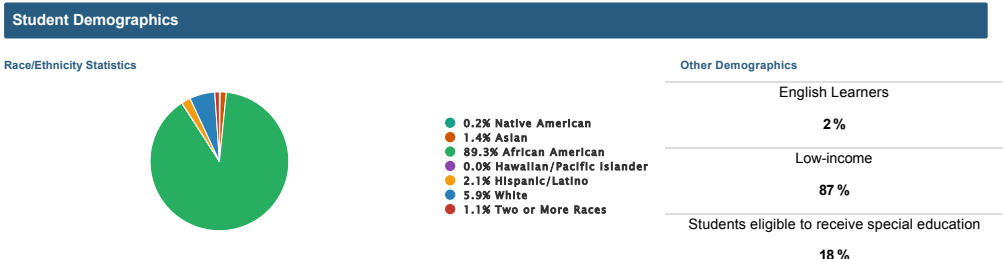 Student Demographics
Race/Ethnicity Statistics
0.2% Native American
1.4% Asian
89.3% African American
0.0% Hawaiian/Pacific Islander
2.1% Hispanic/Latino
5.9% White
1.1% Two or More Races
Other Demographics
English Learners
2%
Low-income
87%
Students eligible to receive special education
18%